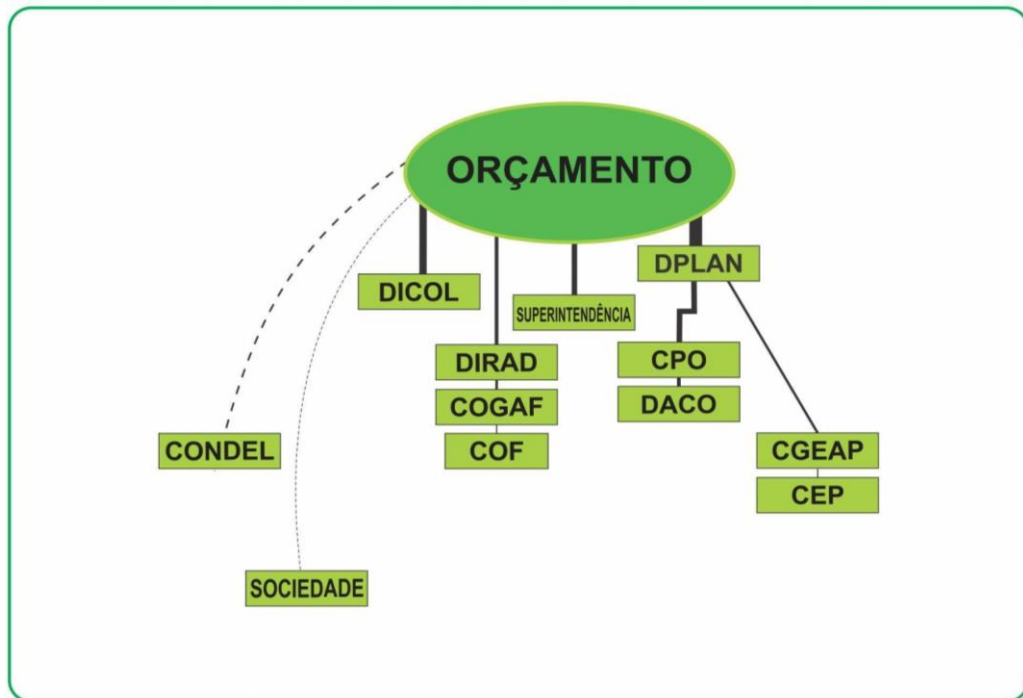 ORÇAMENTO
DPLAN
DICOL
SUPERINTENDÊNCIA
DIRAD
CPO
COGAF
DACO
CONDEL
COF
CGEAP
CEP
SOCIEDADE